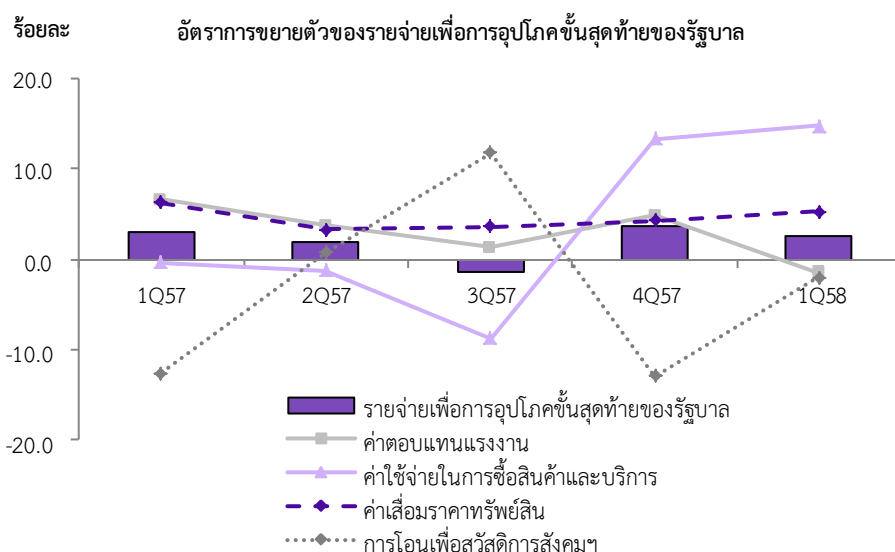 ร้อยละ
อัตราการขยายตัวของรายจ่ายเพื่อการอุปโภคขั้นสุดท้ายของรัฐบาล
20.0
10.0
0.0
-10.0
-20.0
1Q57 2Q57 3Q57 4Q57 1Q58
รายจ่ายเพื่อการอุปโภคขั้นสุดท้ายของรัฐบาล
ค่าตอบแทนแรงงาน
ค่าใช้จ่ายในการซื้อสินค้าและบริการ
ค่าเสื่อมราคาทรัพย์สิน
การโอนเพื่อสวัสดิการสังคมฯ